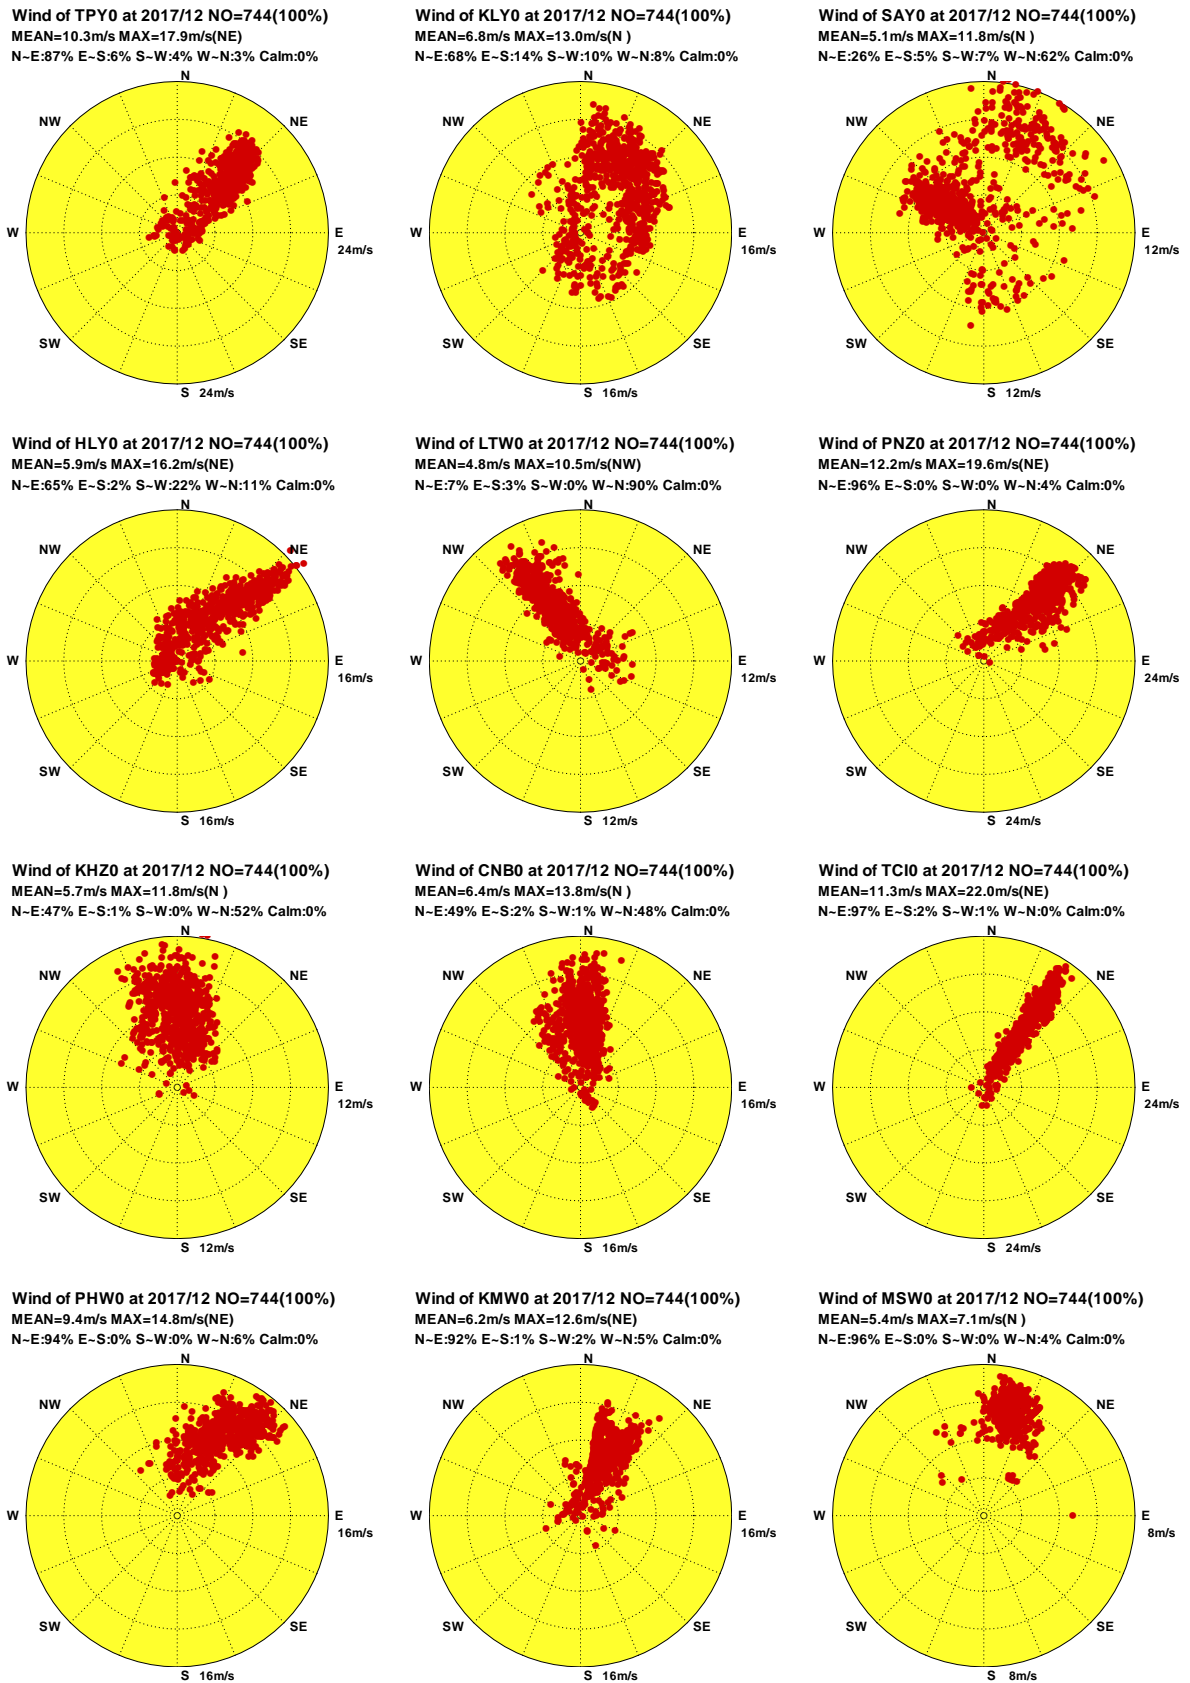 Wind of TPY0 at 2017/12 NO=744(100%)
MEAN=10.3m/s MAX=17.9m/s(NE)
N~E:87% E~S:6% S~W:4% W~N:3% Calm:0%
N
NW
NE
W
E
24m/s
SW
SE
S 24m/s
Wind of KLY0 at 2017/12 NO=744(100%)
MEAN=6.8m/s MAX=13.0m/s(N )
N~E:68% E~S:14% S~W:10% W~N:8% Calm:0%
N
NW
NE
W
E
16m/s
SW
SE
S 16m/s
Wind of SAY0 at 2017/12 NO=744(100%)
MEAN=5.1m/s MAX=11.8m/s(N )
N~E:26% E~S:5% S~W:7% W~N:62% Calm:0%
N
NW
NE
W
E
12m/s
SW
SE
S 12m/s
Wind of HLY0 at 2017/12 NO=744(100%)
MEAN=5.9m/s MAX=16.2m/s(NE)
N~E:65% E~S:2% S~W:22% W~N:11% Calm:0%
N
NW
NE
W
E
16m/s
SW
SE
S 16m/s
Wind of LTW0 at 2017/12 NO=744(100%)
MEAN=4.8m/s MAX=10.5m/s(NW)
N~E:7% E~S:3% S~W:0% W~N:90% Calm:0%
N
NW
NE
W
E
12m/s
SW
SE
S 12m/s
Wind of PNZ0 at 2017/12 NO=744(100%)
MEAN=12.2m/s MAX=19.6m/s(NE)
N~E:96% E~S:0% S~W:0% W~N:4% Calm:0%
N
NW
NE
W
E
24m/s
SW
SE
S 24m/s
Wind of KHZ0 at 2017/12 NO=744(100%)
MEAN=5.7m/s MAX=11.8m/s(N )
N~E:47% E~S:1% S~W:0% W~N:52% Calm:0%
N
NW
NE
W
E
12m/s
SW
SE
S 12m/s
Wind of CNB0 at 2017/12 NO=744(100%)
MEAN=6.4m/s MAX=13.8m/s(N )
N~E:49% E~S:2% S~W:1% W~N:48% Calm:0%
N
NW
NE
W
E
16m/s
SW
SE
S 16m/s
Wind of TCI0 at 2017/12 NO=744(100%)
MEAN=11.3m/s MAX=22.0m/s(NE)
N~E:97% E~S:2% S~W:1% W~N:0% Calm:0%
N
NW
NE
W
E
24m/s
SW
SE
S 24m/s
Wind of PHW0 at 2017/12 NO=744(100%)
MEAN=9.4m/s MAX=14.8m/s(NE)
N~E:94% E~S:0% S~W:0% W~N:6% Calm:0%
N
NW
NE
W
E
16m/s
SW
SE
S 16m/s
Wind of KMW0 at 2017/12 NO=744(100%)
MEAN=6.2m/s MAX=12.6m/s(NE)
N~E:92% E~S:1% S~W:2% W~N:5% Calm:0%
N
NW
NE
W
E
16m/s
SW
SE
S 16m/s
Wind of MSW0 at 2017/12 NO=744(100%)
MEAN=5.4m/s MAX=7.1m/s(N )
N~E:96% E~S:0% S~W:0% W~N:4% Calm:0%
N
NW
NE
W
E
8m/s
SW
SE
S 8m/s